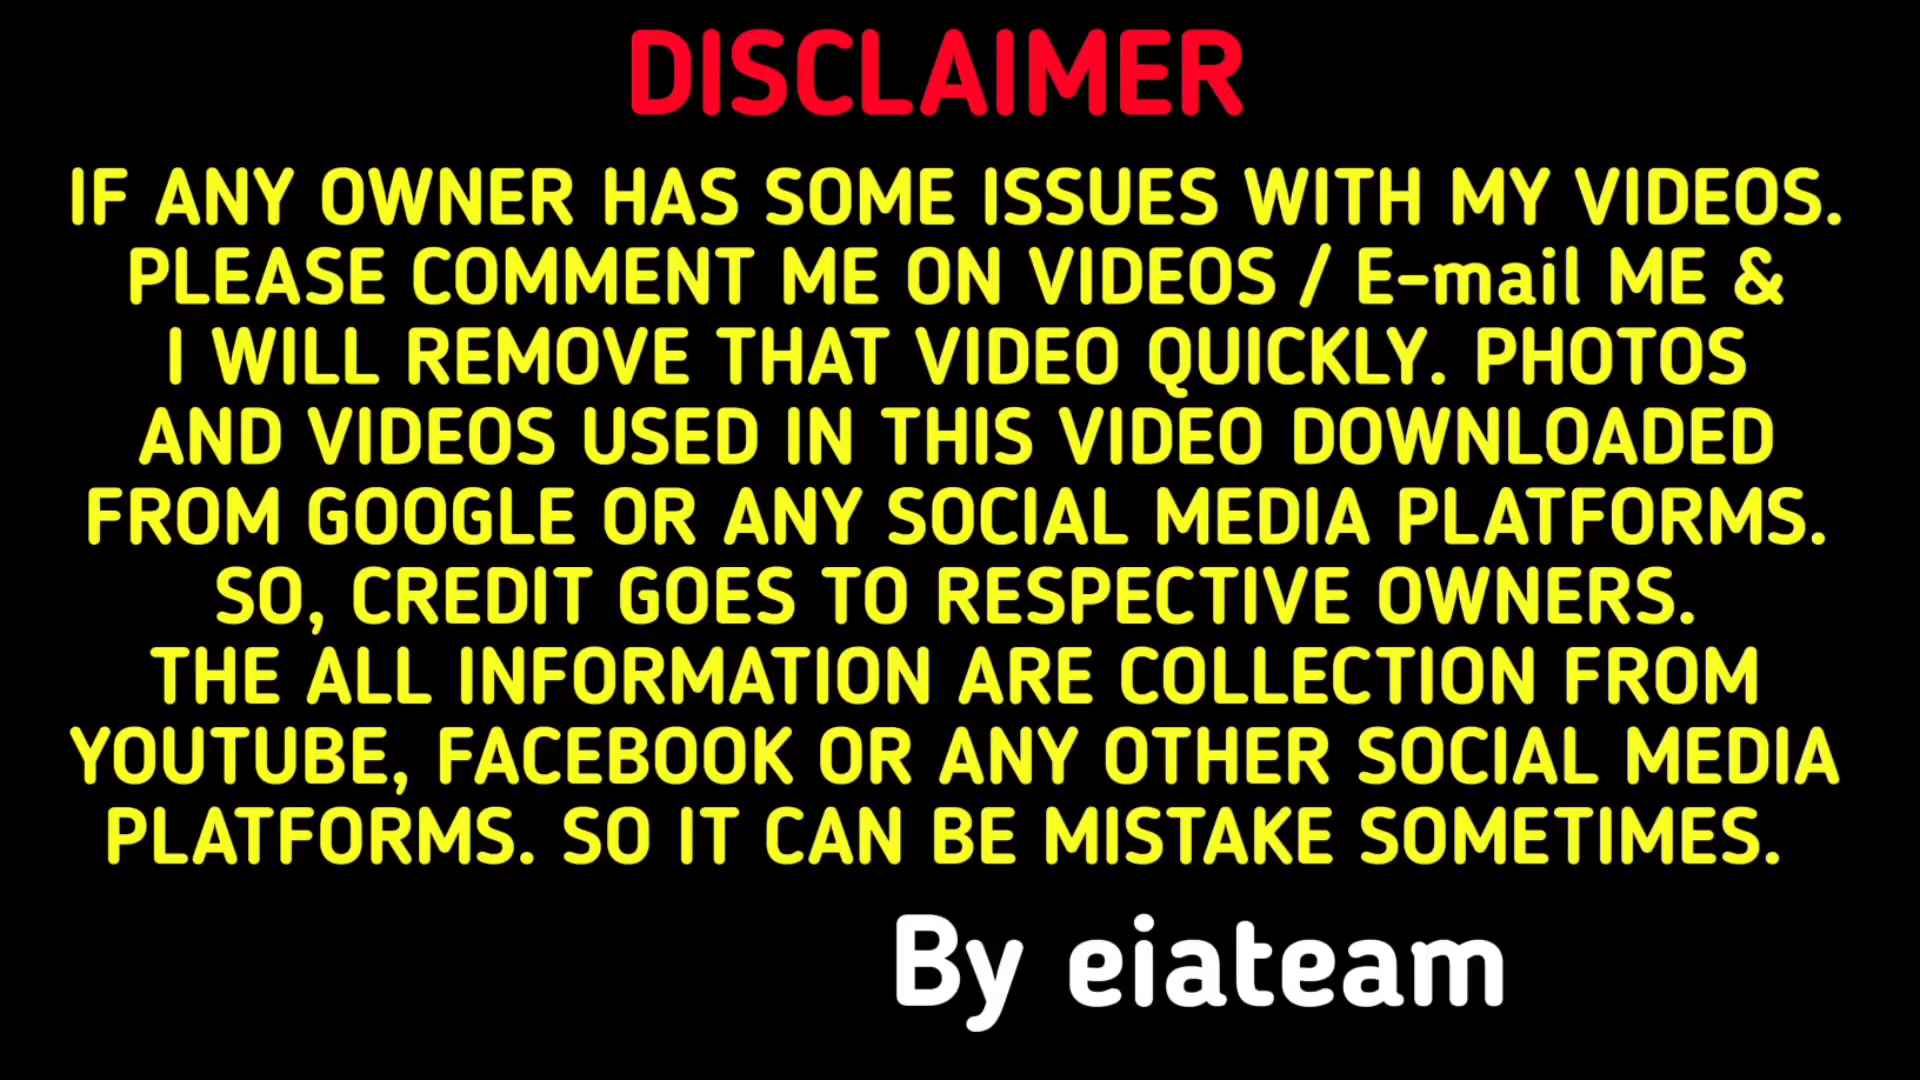 DISCLAIMER
IF ANY OWNER HAS SOME ISSUES WITH MY VIDEOS.
PLEASE COMMENT ME ON VIDEOS / E-mail ME &
I WILL REMOVE THAT VIDEO QUICKLY. PHOTOS
AND VIDEOS USED IN THIS VIDEO DOWNLOADED
FROM GOOGLE OR ANY SOCIAL MEDIA PLATFORMS.
SO, CREDIT GOES TO RESPECTIVE OWNERS.
THE ALL INFORMATION ARE COLLECTION FROM
YOUTUBE, FACEBOOK OR ANY OTHER SOCIAL MEDIA
PLATFORMS. SO IT CAN BE MISTAKE SOMETIMES.
By eiateam